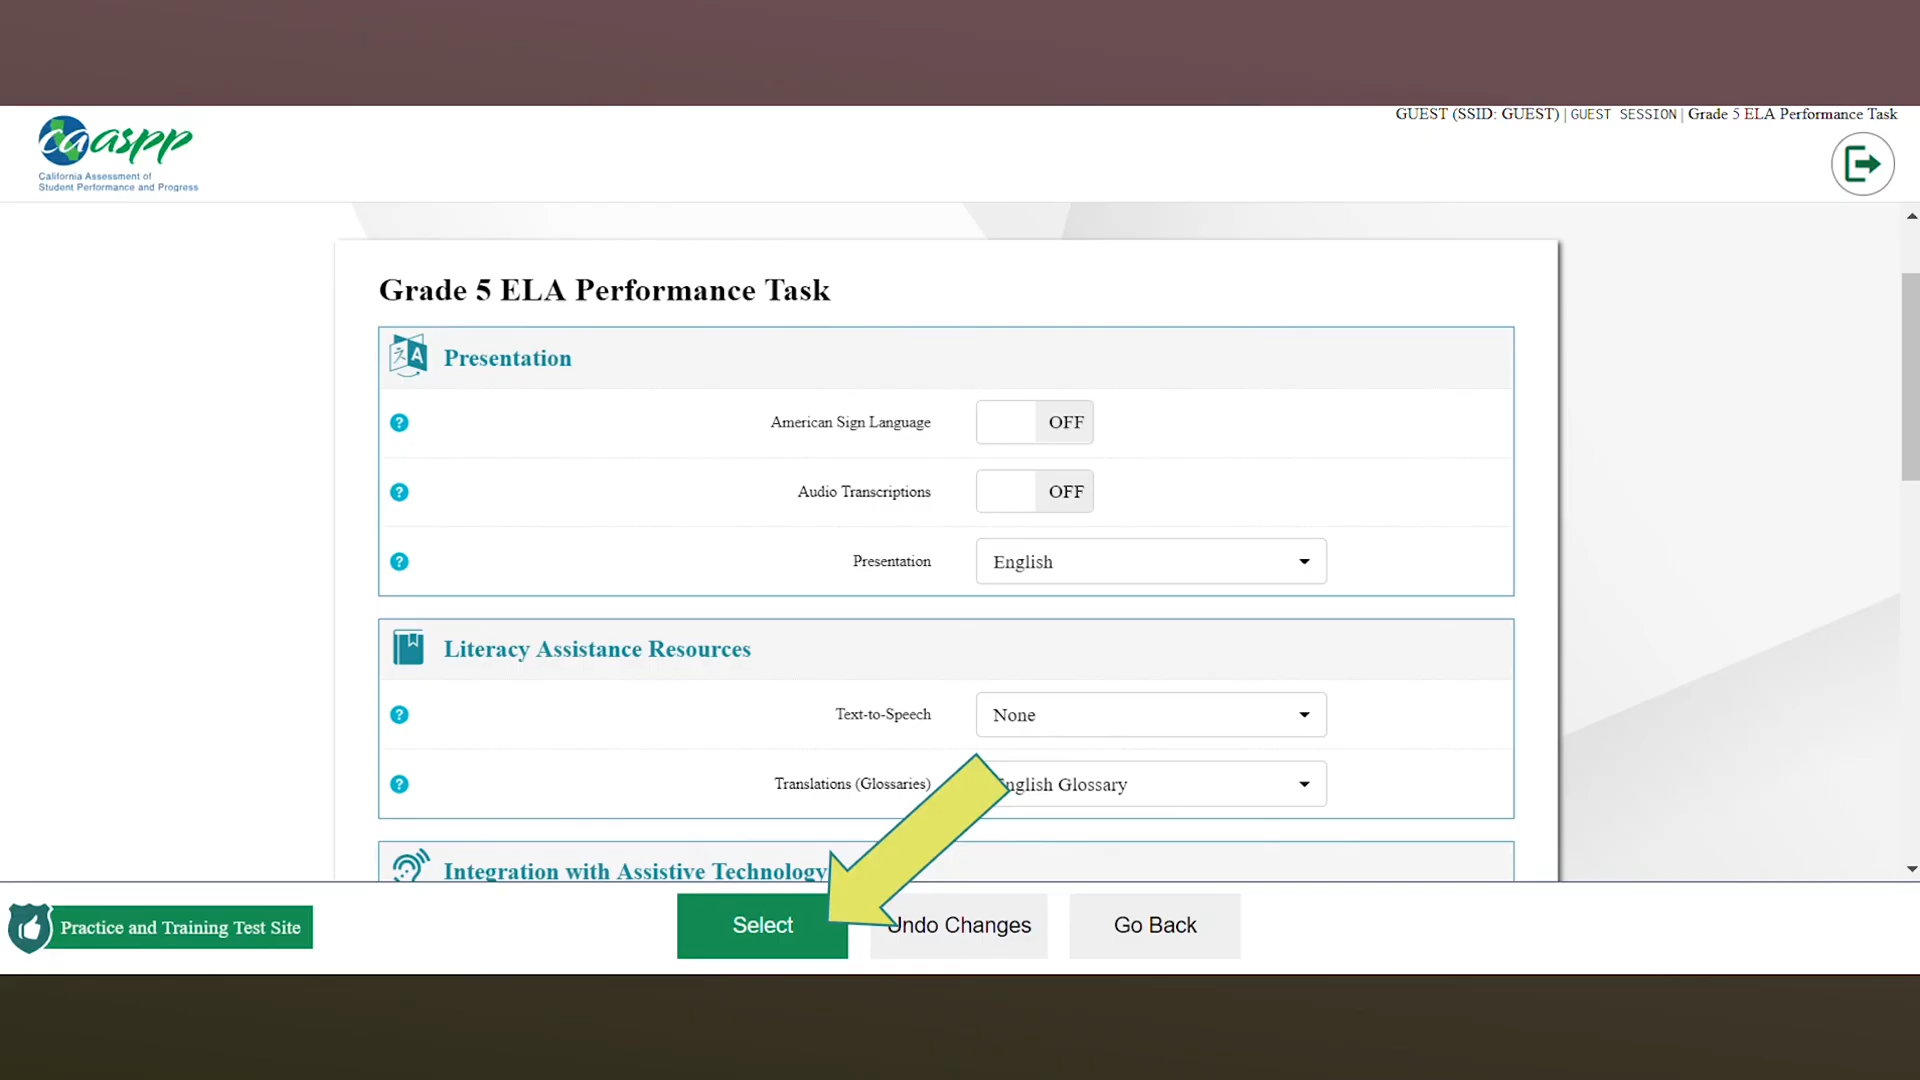 GUEST (SSID: GUEST) | GUEST SESSION | Grade 5 ELA Performance Task
caaspp
California Assessment of
Student Performance and Progress
Grade 5 ELA Performance Task
Presentation
American Sign Language OFF
Audio Transcriptions OFF
Presentation English
Literacy Assistance Resources
Text-to-Speech None
Translations (Glossaries) English Glossary
Integration with Assistive Technology
Practice and Training Test Site
Select Undo Changes Go Back